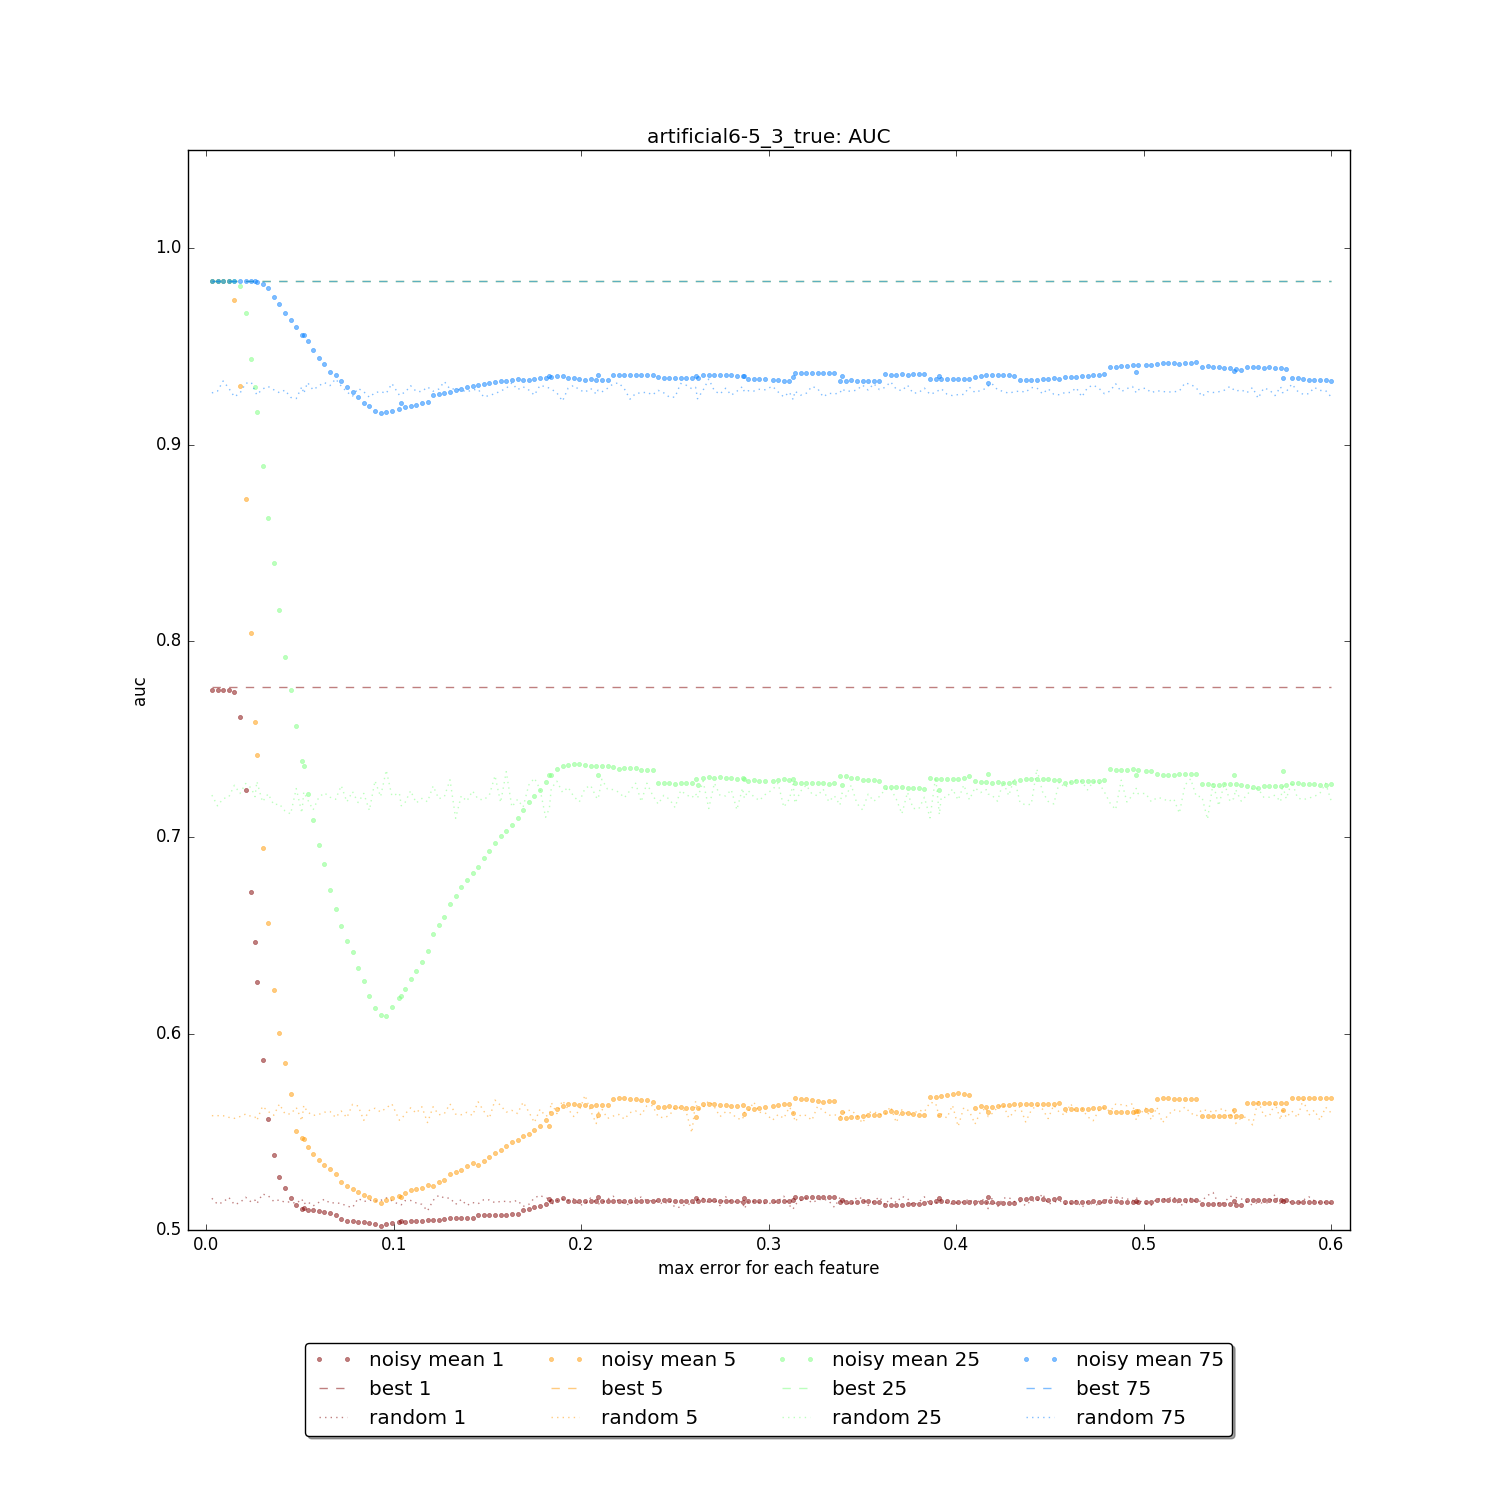 artificial6-5_3_true: AUC
1.0
0.9
0.8
0.7
0.6
0.5
auc
0.0 0.1 0.2 0.3 0.4 0.5 0.6
max error for each feature
noisy mean 1 noisy mean 5 noisy mean 25 noisy mean 75
best 1 best 5 best 25 best 75
random 1 random 5 random 25 random 75